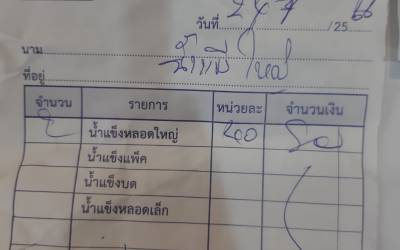 วันที่ /25 66
นาม
ที่อยู่
จำนวน รายการ หน่วยละ จำนวนเงิน
2 น้ำแข็งหลอดใหญ่ 40 80
น้ำแข็งแพ็ค
น้ำแข็งบด
น้ำแข็งหลอดเล็ก